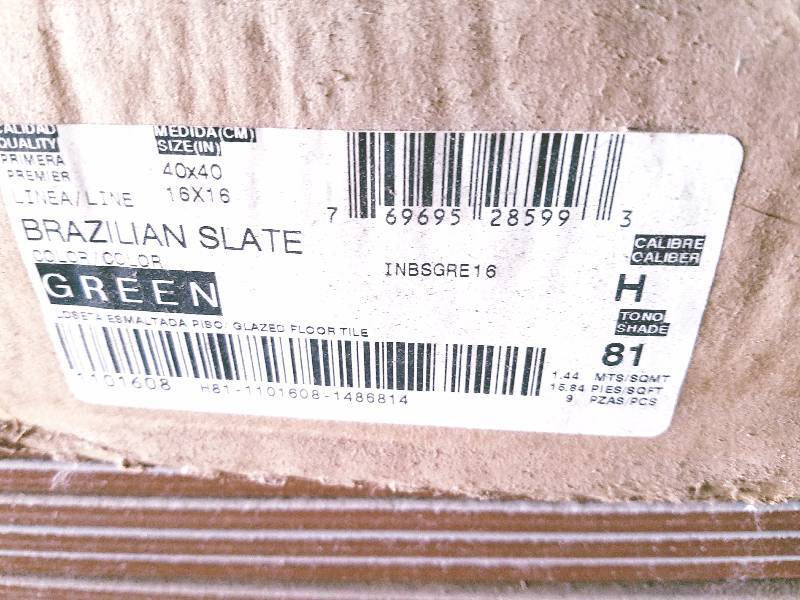 CALIDAD
QUALITY
PRIMERA
PREMIER
MEDIDA(CM)
SIZE(IN)
40x40
16X16
LINEA/LINE
BRAZILIAN SLATE
COLOR/COLOR
GREEN
LOSETA ESMALTADA PISO/ GLAZED FLOOR TILE
1101608 H81-1101608-1486814
7 69695 28599 3
INBSGRE16
CALIBRE
CALIBER
H
TONO
SHADE
81
1.44 MTS/SQMT
15.84 PIES/SQFT
9 PZAS/PCS